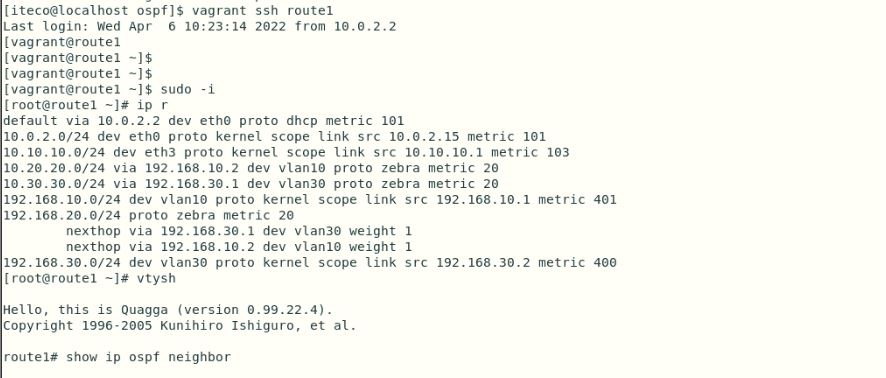 [iteco@localhost ospf]$ vagrant ssh route1
Last login: Wed Apr  6 10:23:14 2022 from 10.0.2.2
[vagrant@route1
[vagrant@route1 ~]$
[vagrant@route1 ~]$
[vagrant@route1 ~]$ sudo -i
[root@route1 ~]# ip r
default via 10.0.2.2 dev eth0 proto dhcp metric 101
10.0.2.0/24 dev eth0 proto kernel scope link src 10.0.2.15 metric 101
10.10.10.0/24 dev eth3 proto kernel scope link src 10.10.10.1 metric 103
10.20.20.0/24 via 192.168.10.2 dev vlan10 proto zebra metric 20
10.30.30.0/24 via 192.168.30.1 dev vlan30 proto zebra metric 20
192.168.10.0/24 dev vlan10 proto kernel scope link src 192.168.10.1 metric 401
192.168.20.0/24 proto zebra metric 20
        nexthop via 192.168.30.1 dev vlan30 weight 1
        nexthop via 192.168.10.2 dev vlan10 weight 1
192.168.30.0/24 dev vlan30 proto kernel scope link src 192.168.30.2 metric 400
[root@route1 ~]# vtysh
Hello, this is Quagga (version 0.99.22.4).
Copyright 1996-2005 Kunihiro Ishiguro, et al.
route1# show ip ospf neighbor